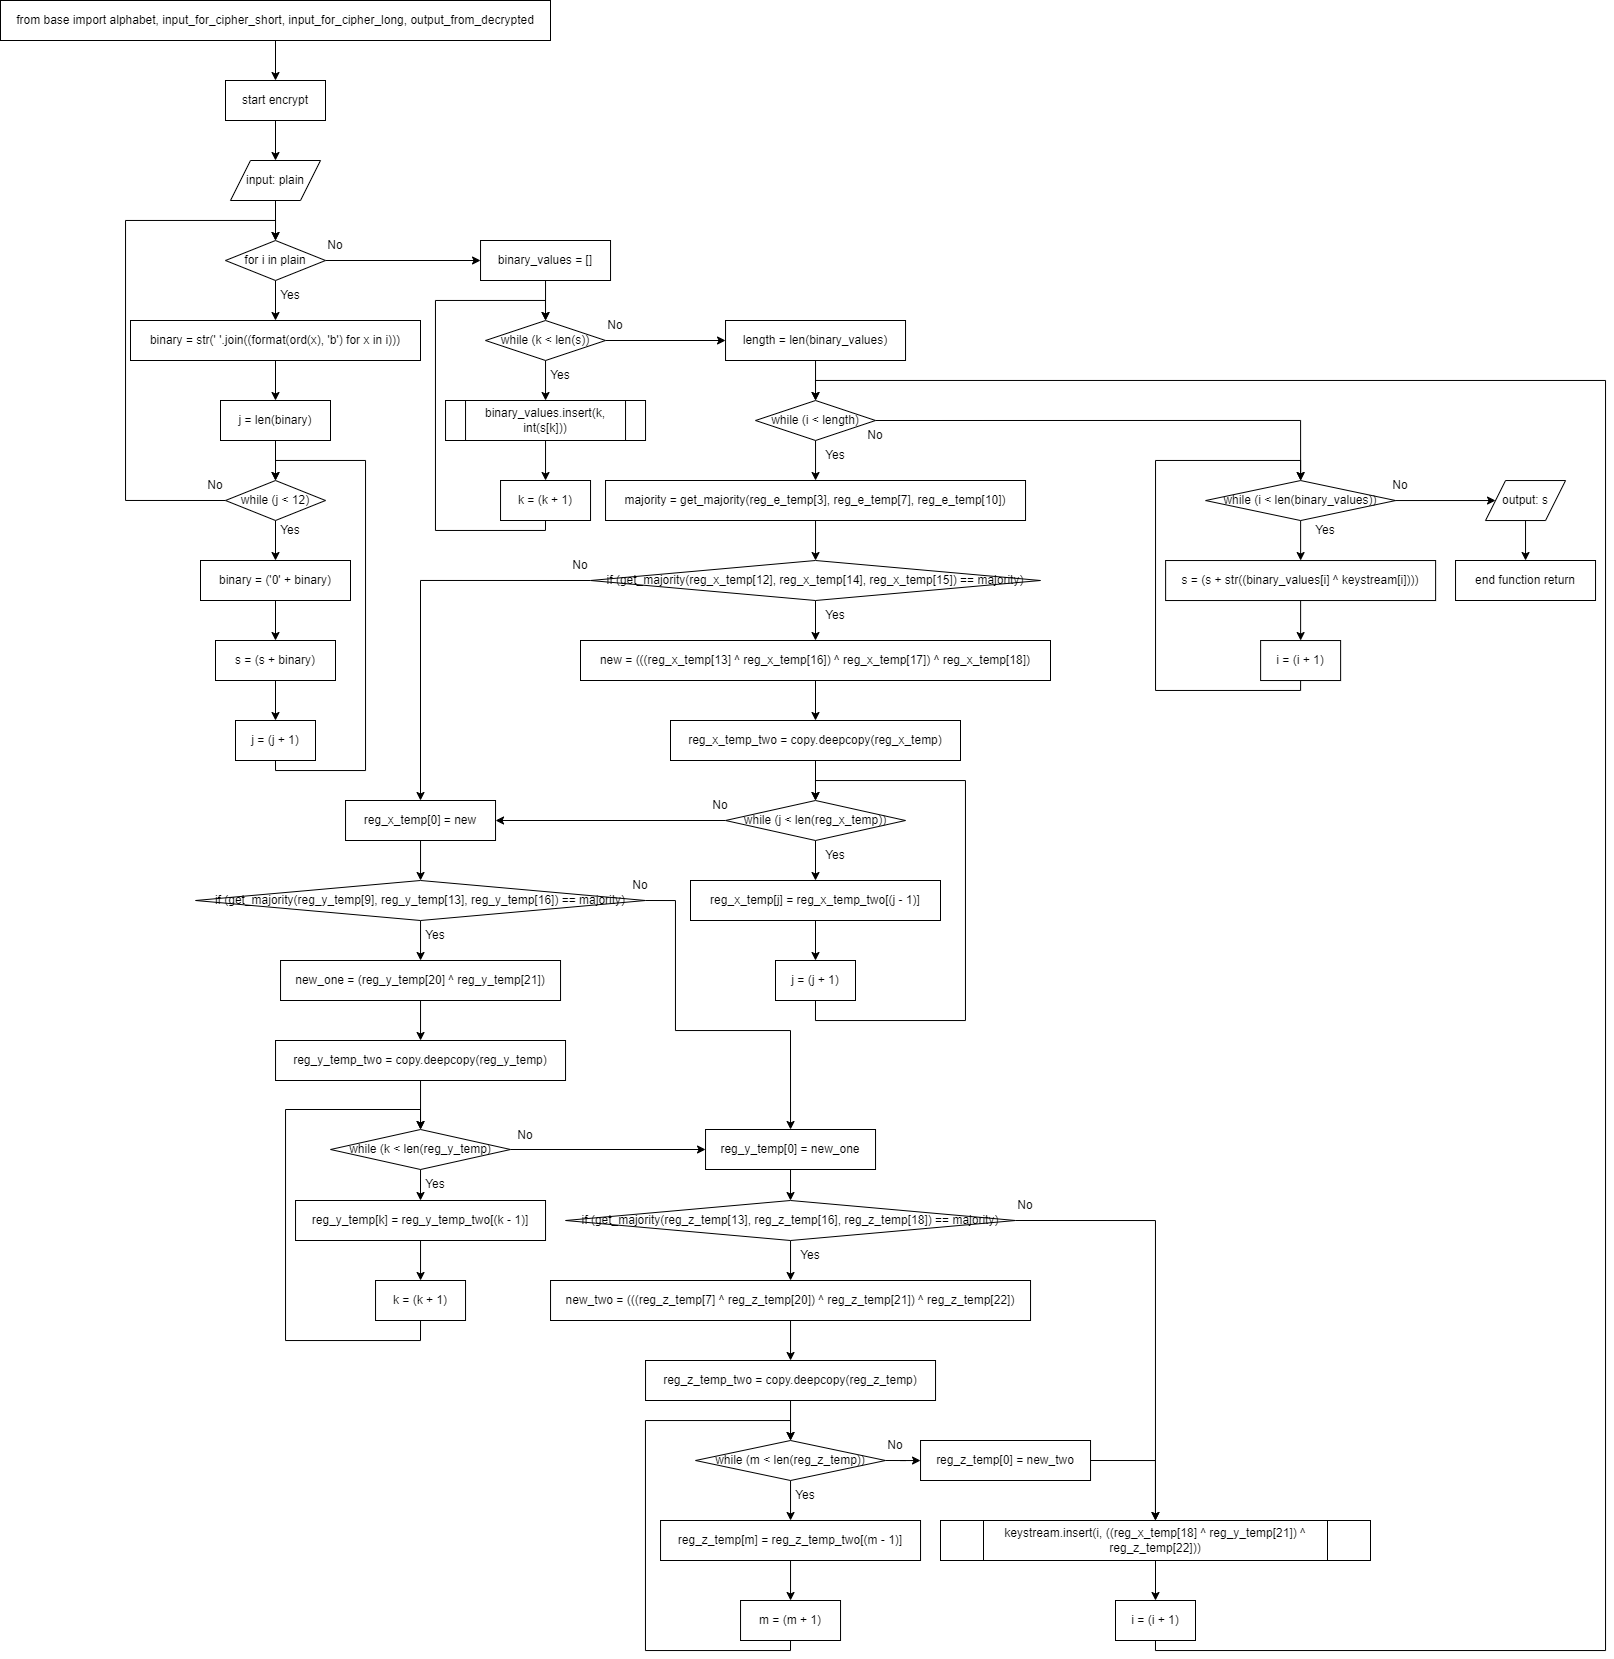 from base import alphabet, input_for_cipher_short, input_for_cipher_long, output_from_decrypted
start encrypt
input: plain
for i in plain
No
Yes
binary = str(' '.join((format(ord(x), 'b') for x in i)))
j = len(binary)
while (j < 12)
No
Yes
binary = ('0' + binary)
s = (s + binary)
j = (j + 1)
binary_values = []
while (k < len(s))
No
Yes
binary_values.insert(k,
int(s[k]))
k = (k + 1)
length = len(binary_values)
while (i < length)
No
Yes
majority = get_majority(reg_e_temp[3], reg_e_temp[7], reg_e_temp[10])
if (get_majority(reg_x_temp[12], reg_x_temp[14], reg_x_temp[15]) == majority)
No
Yes
new = (((reg_x_temp[13] ^ reg_x_temp[16]) ^ reg_x_temp[17]) ^ reg_x_temp[18])
reg_x_temp_two = copy.deepcopy(reg_x_temp)
while (j < len(reg_x_temp))
No
Yes
reg_x_temp[j] = reg_x_temp_two[(j - 1)]
j = (j + 1)
reg_x_temp[0] = new
if (get_majority(reg_y_temp[9], reg_y_temp[13], reg_y_temp[16]) == majority)
No
Yes
new_one = (reg_y_temp[20] ^ reg_y_temp[21])
reg_y_temp_two = copy.deepcopy(reg_y_temp)
while (k < len(reg_y_temp)
No
Yes
reg_y_temp[k] = reg_y_temp_two[(k - 1)]
k = (k + 1)
reg_y_temp[0] = new_one
if (get_majority(reg_z_temp[13], reg_z_temp[16], reg_z_temp[18]) == majority)
No
Yes
new_two = (((reg_z_temp[7] ^ reg_z_temp[20]) ^ reg_z_temp[21]) ^ reg_z_temp[22])
reg_z_temp_two = copy.deepcopy(reg_z_temp)
while (m < len(reg_z_temp))
No
Yes
reg_z_temp[m] = reg_z_temp_two[(m - 1)]
m = (m + 1)
reg_z_temp[0] = new_two
keystream.insert(i, ((reg_x_temp[18] ^ reg_y_temp[21]) ^
reg_z_temp[22]))
i = (i + 1)
while (i < len(binary_values))
No
Yes
s = (s + str((binary_values[i] ^ keystream[i])))
i = (i + 1)
output: s
end function return